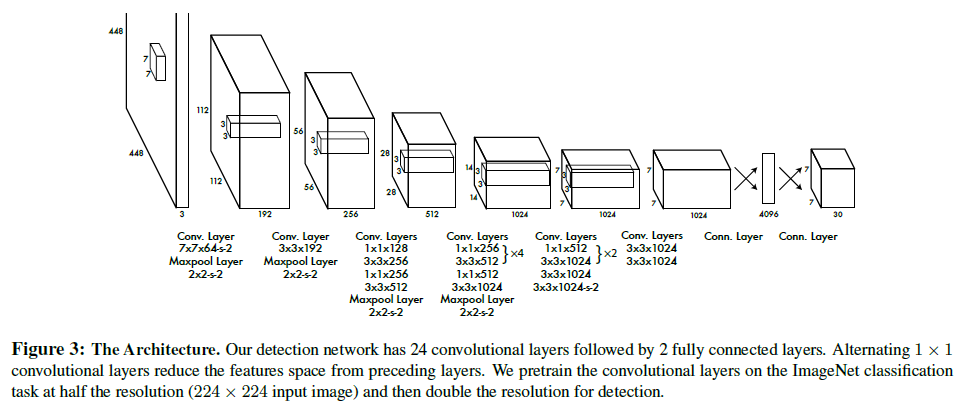 448
7
7
448
3
112
3
3
112
192
56
3
3
56
256
28
3
3
28
512
14
3
3
14
1024
7
3
3
7
1024
7
7
1024
4096
7
7
30
Conv. Layer
7x7x64-s-2
Maxpool Layer
2x2-s-2
Conv. Layer
3x3x192
Maxpool Layer
2x2-s-2
Conv. Layers
1x1x128
3x3x256
1x1x256
3x3x512
Maxpool Layer
2x2-s-2
Conv. Layers
1x1x256
3x3x512 }×4
1x1x512
3x3x1024
Maxpool Layer
2x2-s-2
Conv. Layers
1x1x512
3x3x1024 }×2
3x3x1024
3x3x1024-s-2
Conv. Layers
3x3x1024
3x3x1024
Conn. Layer
Conn. Layer
Figure 3: The Architecture. Our detection network has 24 convolutional layers followed by 2 fully connected layers. Alternating 1 × 1
convolutional layers reduce the features space from preceding layers. We pretrain the convolutional layers on the ImageNet classification
task at half the resolution (224 × 224 input image) and then double the resolution for detection.